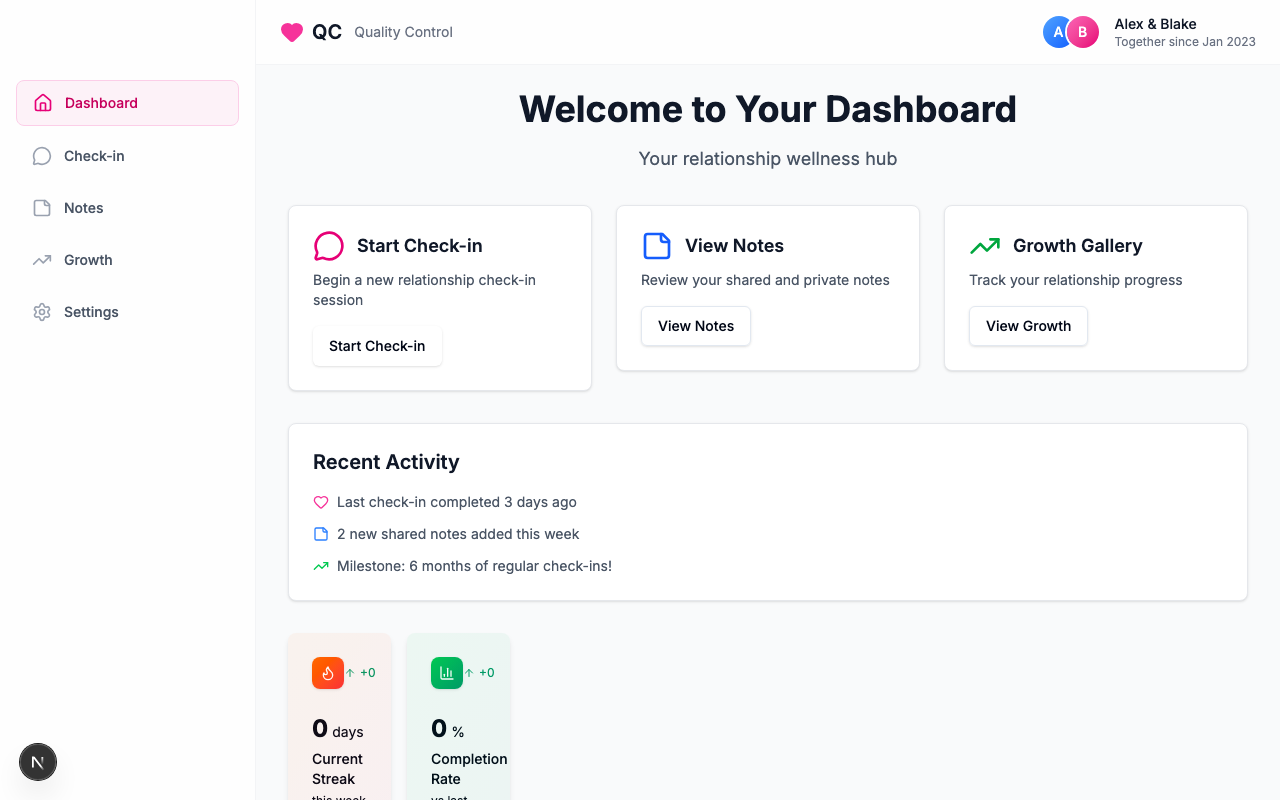 QC Quality Control
A B Alex & Blake
Together since Jan 2023
Dashboard
Check-in
Notes
Growth
Settings
Welcome to Your Dashboard
Your relationship wellness hub
Start Check-in
Begin a new relationship check-in
session
Start Check-in
View Notes
Review your shared and private notes
View Notes
Growth Gallery
Track your relationship progress
View Growth
Recent Activity
Last check-in completed 3 days ago
2 new shared notes added this week
Milestone: 6 months of regular check-ins!
↑ +0
0 days
Current
Streak
this week
↑ +0
0 %
Completion
Rate
vs last
N